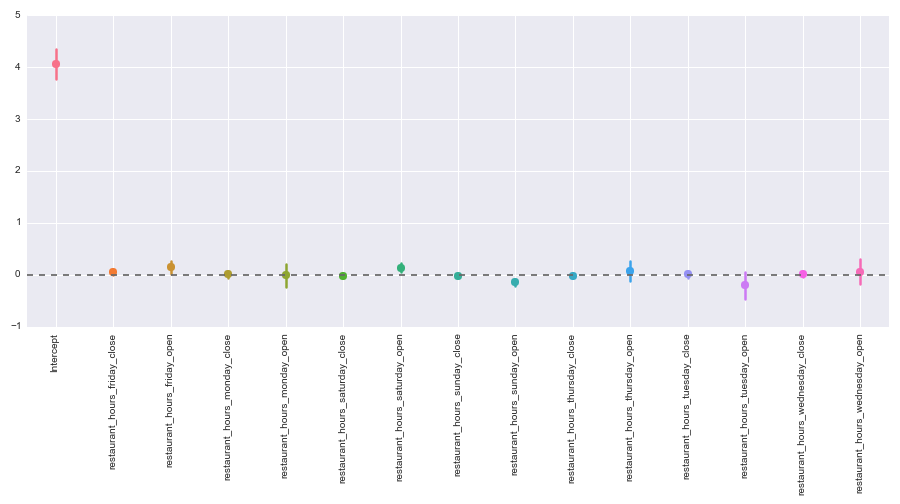 5
4
3
2
1
0
−1
Intercept
restaurant_hours_friday_close
restaurant_hours_friday_open
restaurant_hours_monday_close
restaurant_hours_monday_open
restaurant_hours_saturday_close
restaurant_hours_saturday_open
restaurant_hours_sunday_close
restaurant_hours_sunday_open
restaurant_hours_thursday_close
restaurant_hours_thursday_open
restaurant_hours_tuesday_close
restaurant_hours_tuesday_open
restaurant_hours_wednesday_close
restaurant_hours_wednesday_open